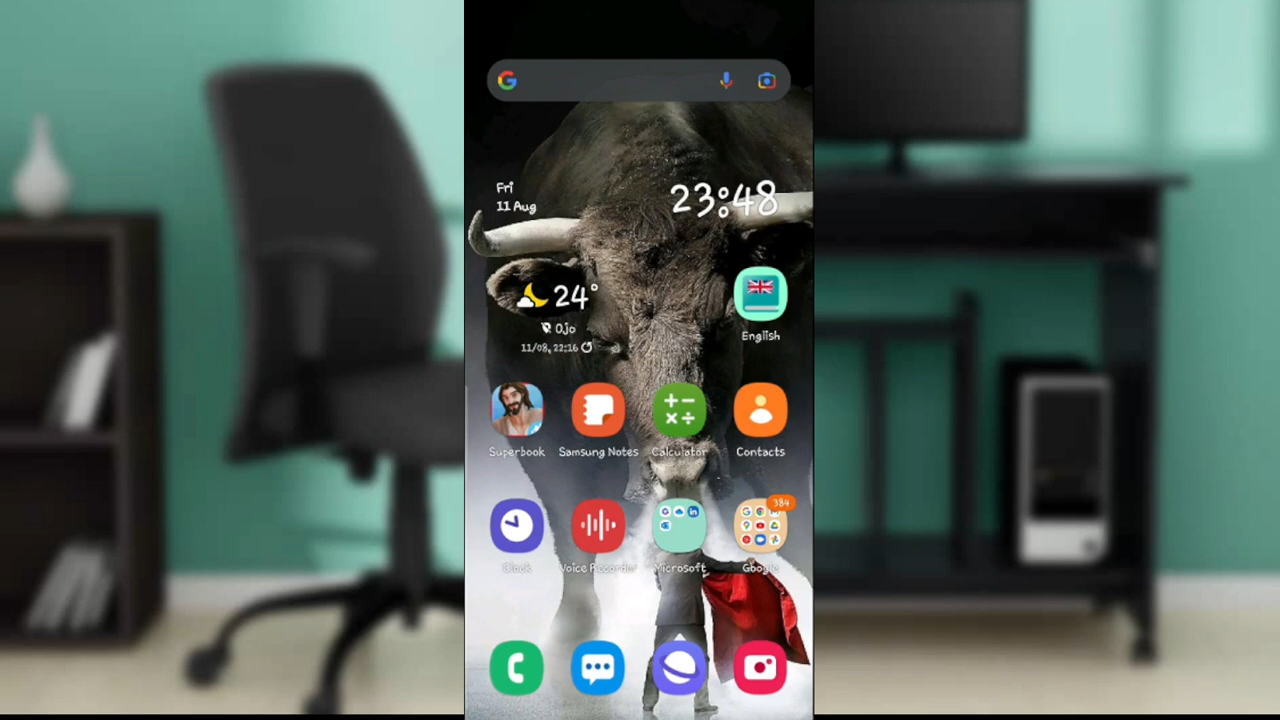 Fri
11 Aug
23:48
24°
Ojo
11/08, 22:16
English
Superbook
Samsung Notes
Calculator
Contacts
384
Clock
Voice Recorder
Microsoft
Google